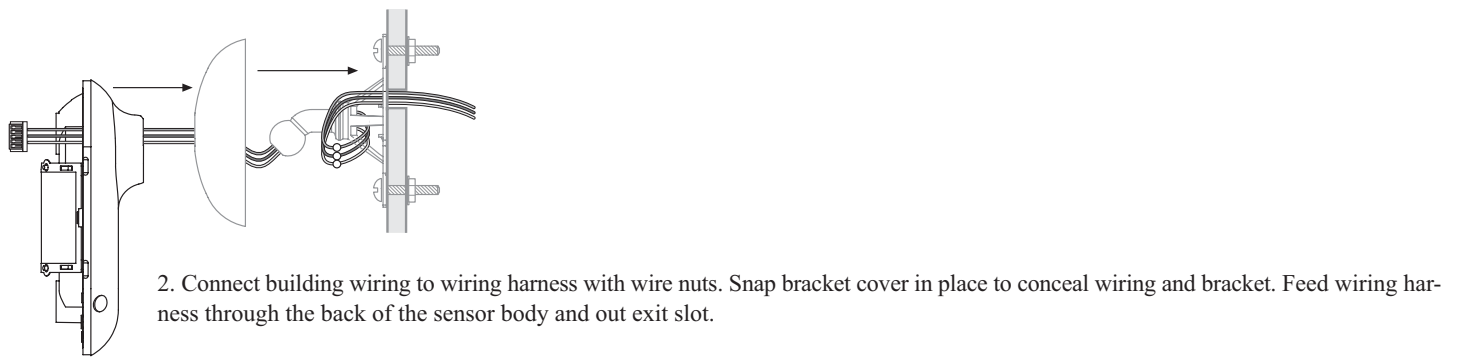 2. Connect building wiring to wiring harness with wire nuts. Snap bracket cover in place to conceal wiring and bracket. Feed wiring har-
ness through the back of the sensor body and out exit slot.